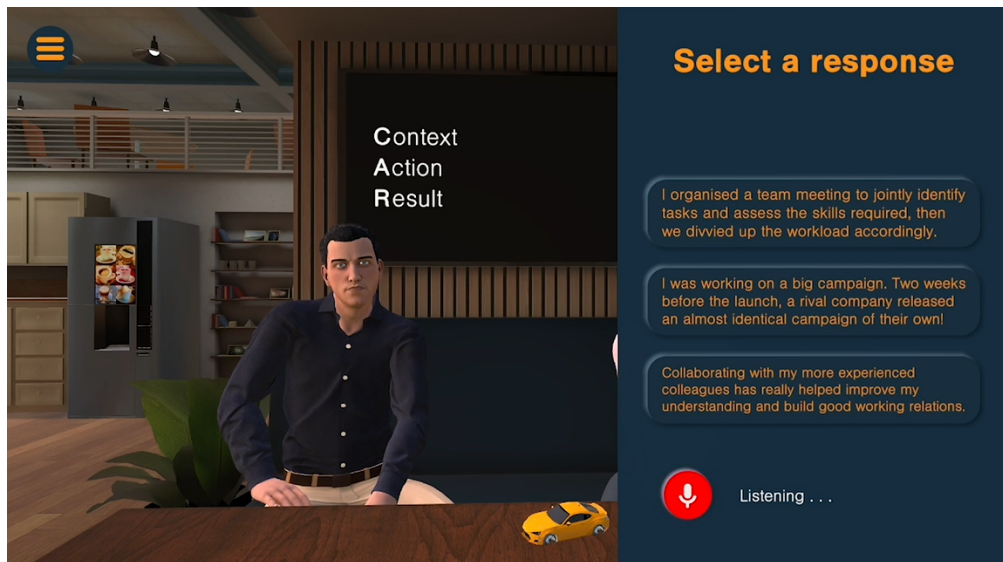 Context
Action
Result
Select a response
I organised a team meeting to jointly identify
tasks and assess the skills required, then
we divvied up the workload accordingly.
I was working on a big campaign. Two weeks
before the launch, a rival company released
an almost identical campaign of their own!
Collaborating with my more experienced
colleagues has really helped improve my
understanding and build good working relations.
Listening . . .